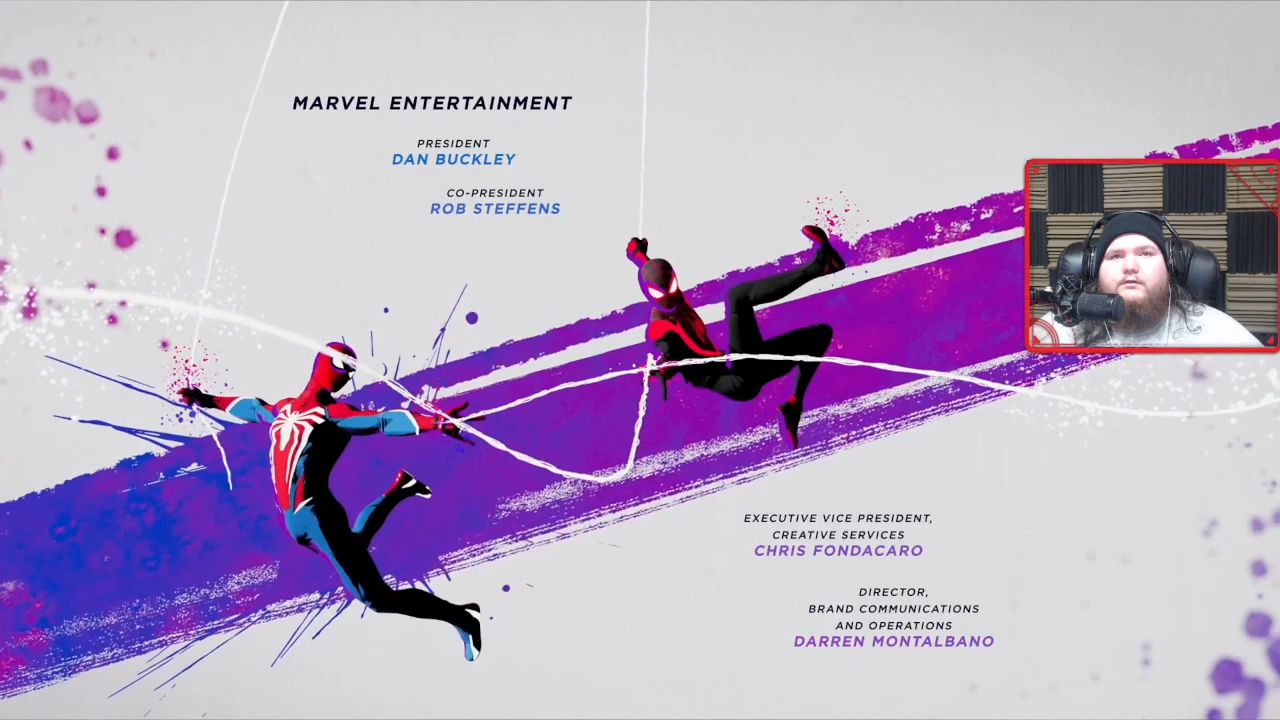 MARVEL ENTERTAINMENT
PRESIDENT
DAN BUCKLEY
CO-PRESIDENT
ROB STEFFENS
EXECUTIVE VICE PRESIDENT,
CREATIVE SERVICES
CHRIS FONDACARO
DIRECTOR,
BRAND COMMUNICATIONS
AND OPERATIONS
DARREN MONTALBANO